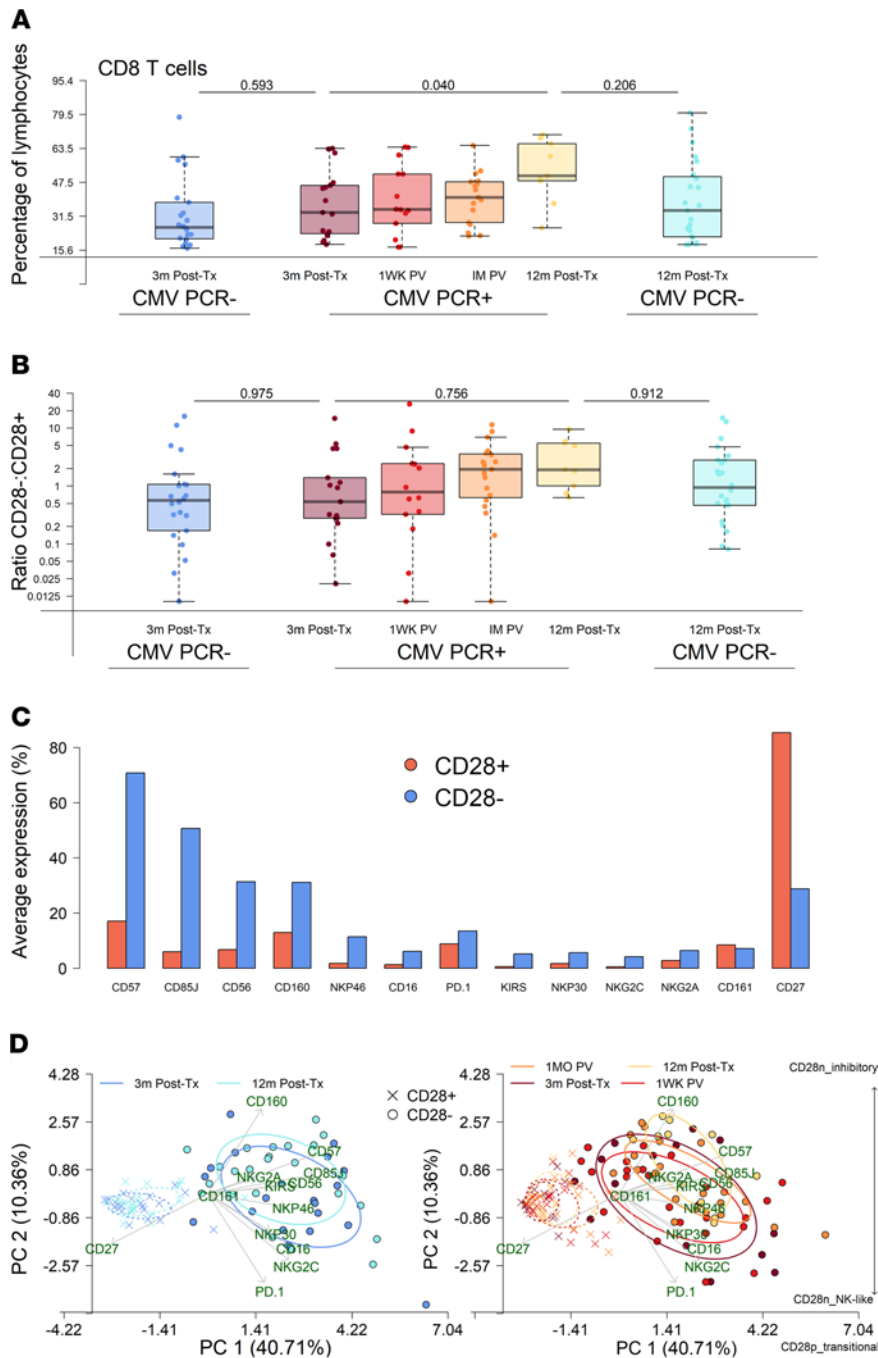 A
CD8 T cells
0.593 0.040 0.206
Percentage of lymphocytes
95.4
79.5
63.5
47.5
31.5
15.6
3m Post-Tx 3m Post-Tx 1WK PV IM PV 12m Post-Tx 12m Post-Tx
CMV PCR- CMV PCR+ CMV PCR-
B
0.975 0.756 0.912
Ratio CD28-:CD28+
40
20
10
5
2
1
0.5
0.2
0.1
0.05
0.025
0.0125
3m Post-Tx 3m Post-Tx 1WK PV IM PV 12m Post-Tx 12m Post-Tx
CMV PCR- CMV PCR+ CMV PCR-
C
Average expression (%)
80
60
40
20
0
CD28+
CD28-
CD57 CD85J CD56 CD160 NKP46 CD16 PD.1 KIRS NKP30 NKG2C NKG2A CD161 CD27
D
3m Post-Tx 12m Post-Tx
CD28+
CD28-
PC 2 (10.36%)
4.28
2.57
0.86
-0.86
-2.57
CD160
CD57
CD85J
NKG2A
KIRS
CD56
CD161
NKP46
NKP30
CD27
CD16
NKG2C
PD.1
-4.22 -1.41 1.41 4.22 7.04
PC 1 (40.71%)
1MO PV 12m Post-Tx
3m Post-Tx 1WK PV
CD28n_inhibitory
PC 2 (10.36%)
4.28
2.57
0.86
-0.86
-2.57
CD160
CD57
CD85J
NKG2A
KIRS
CD56
CD161
NKP46
NKP30
CD27
CD16
NKG2C
PD.1
CD28n_NK-like
-1.41 1.41 4.22 7.04
PC 1 (40.71%)
CD28p_transitional